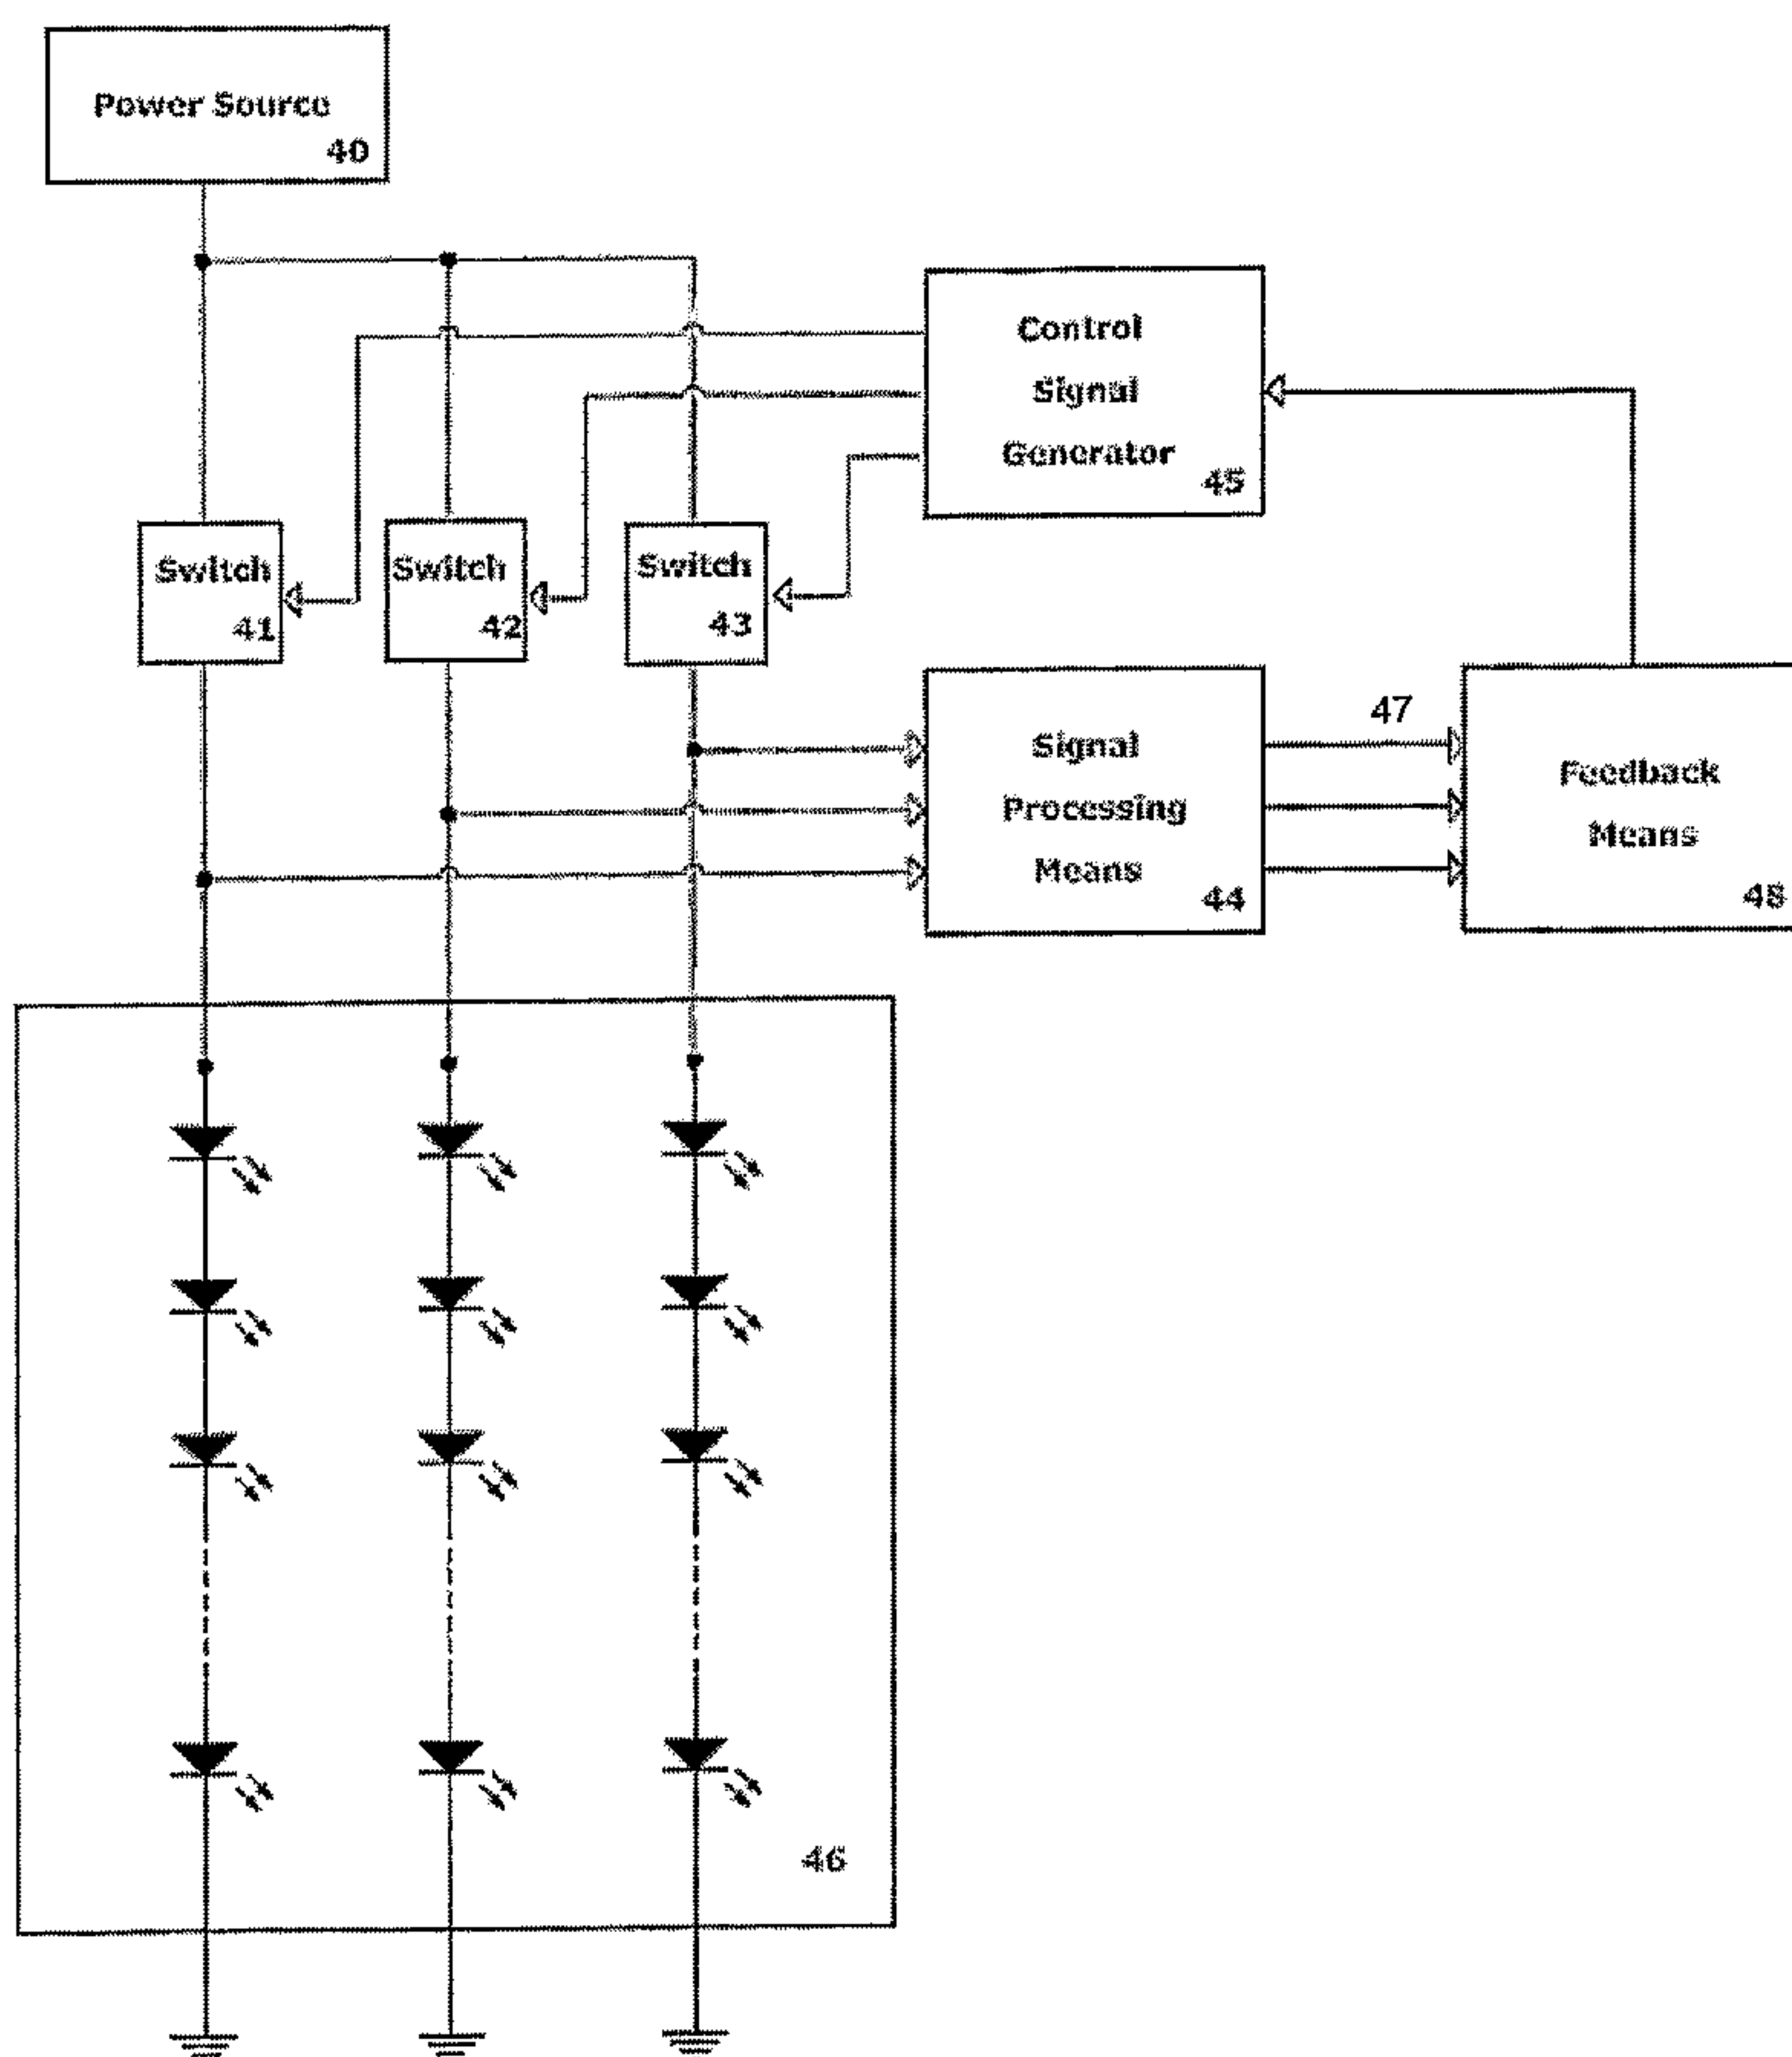 Power Source
40
Control
Signal
Generator
45
Switch
41
Switch
42
Switch
43
Signal
Processing
Means
44
47
Feedback
Means
48
46